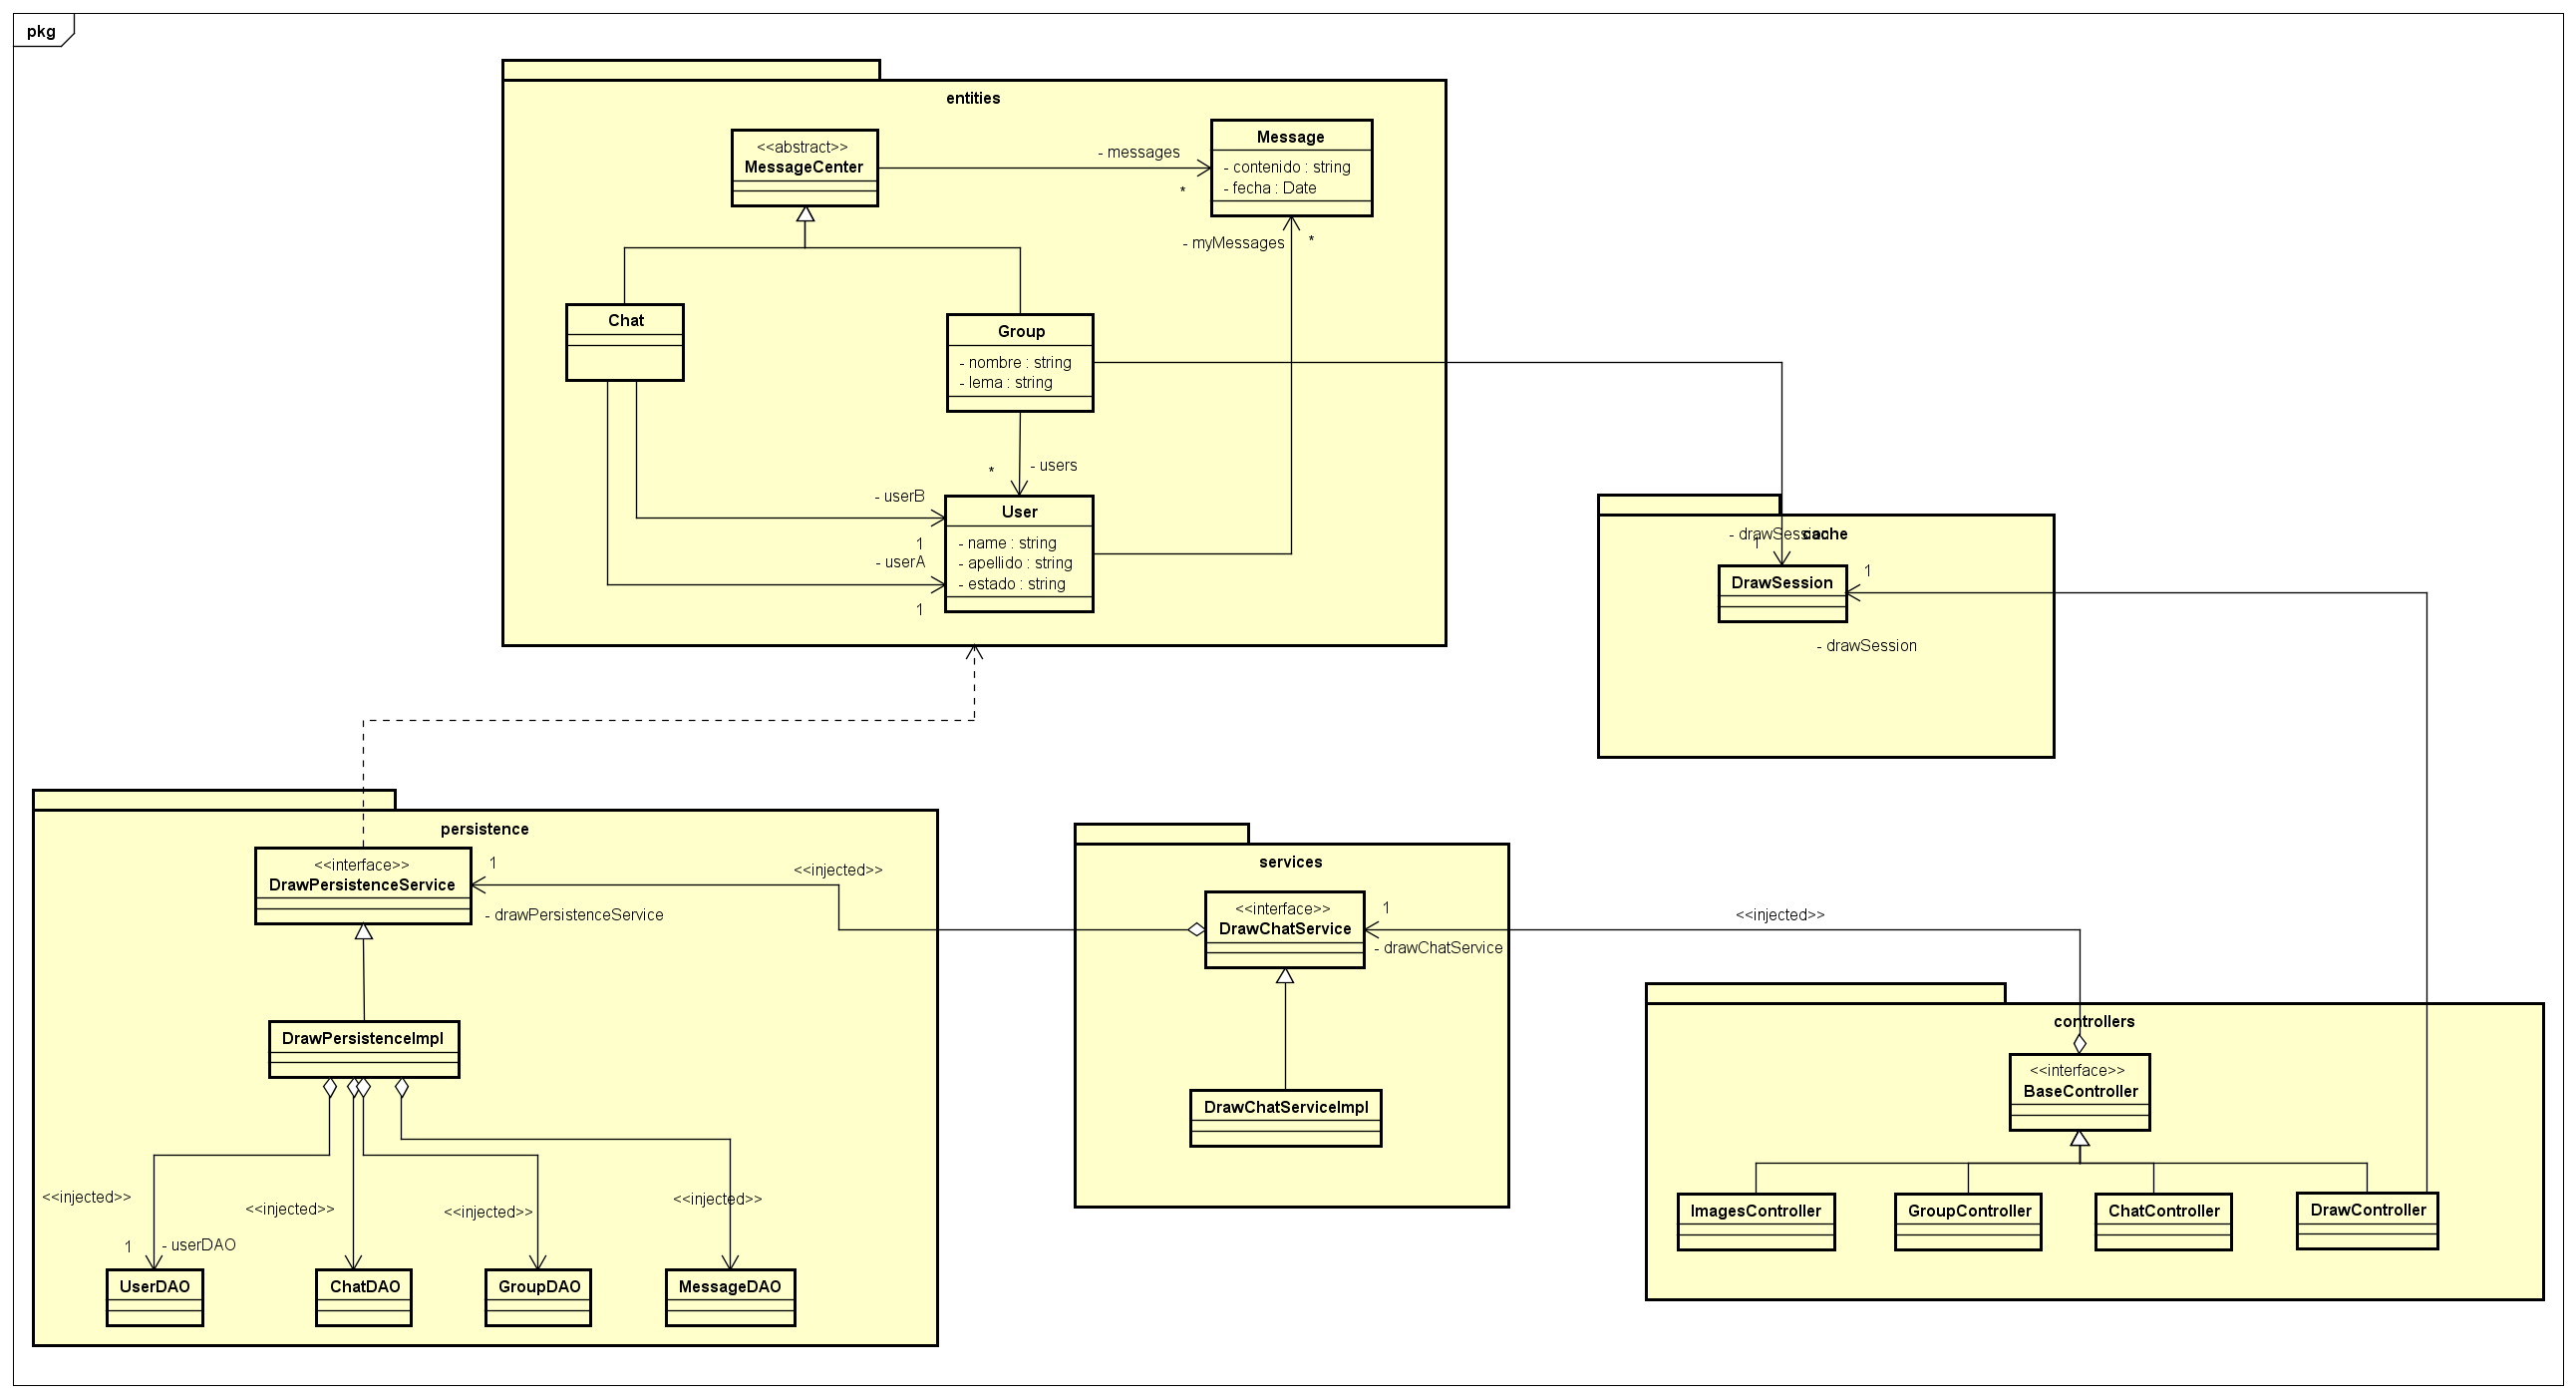 pkg
entities
<<abstract>>
MessageCenter
- messages
*
Message
- contenido : string
- fecha : Date
- myMessages
*
Chat
Group
- nombre : string
- lema : string
*
- users
- userB
1
- userA
1
User
- name : string
- apellido : string
- estado : string
cache
- drawSession
1
DrawSession
1
- drawSession
persistence
<<interface>>
DrawPersistenceService
1
- drawPersistenceService
<<injected>>
DrawPersistenceImpl
<<injected>>
<<injected>>
<<injected>>
<<injected>>
1
- userDAO
UserDAO
ChatDAO
GroupDAO
MessageDAO
services
<<interface>>
DrawChatService
1
- drawChatService
<<injected>>
DrawChatServiceImpl
controllers
<<interface>>
BaseController
ImagesController
GroupController
ChatController
DrawController